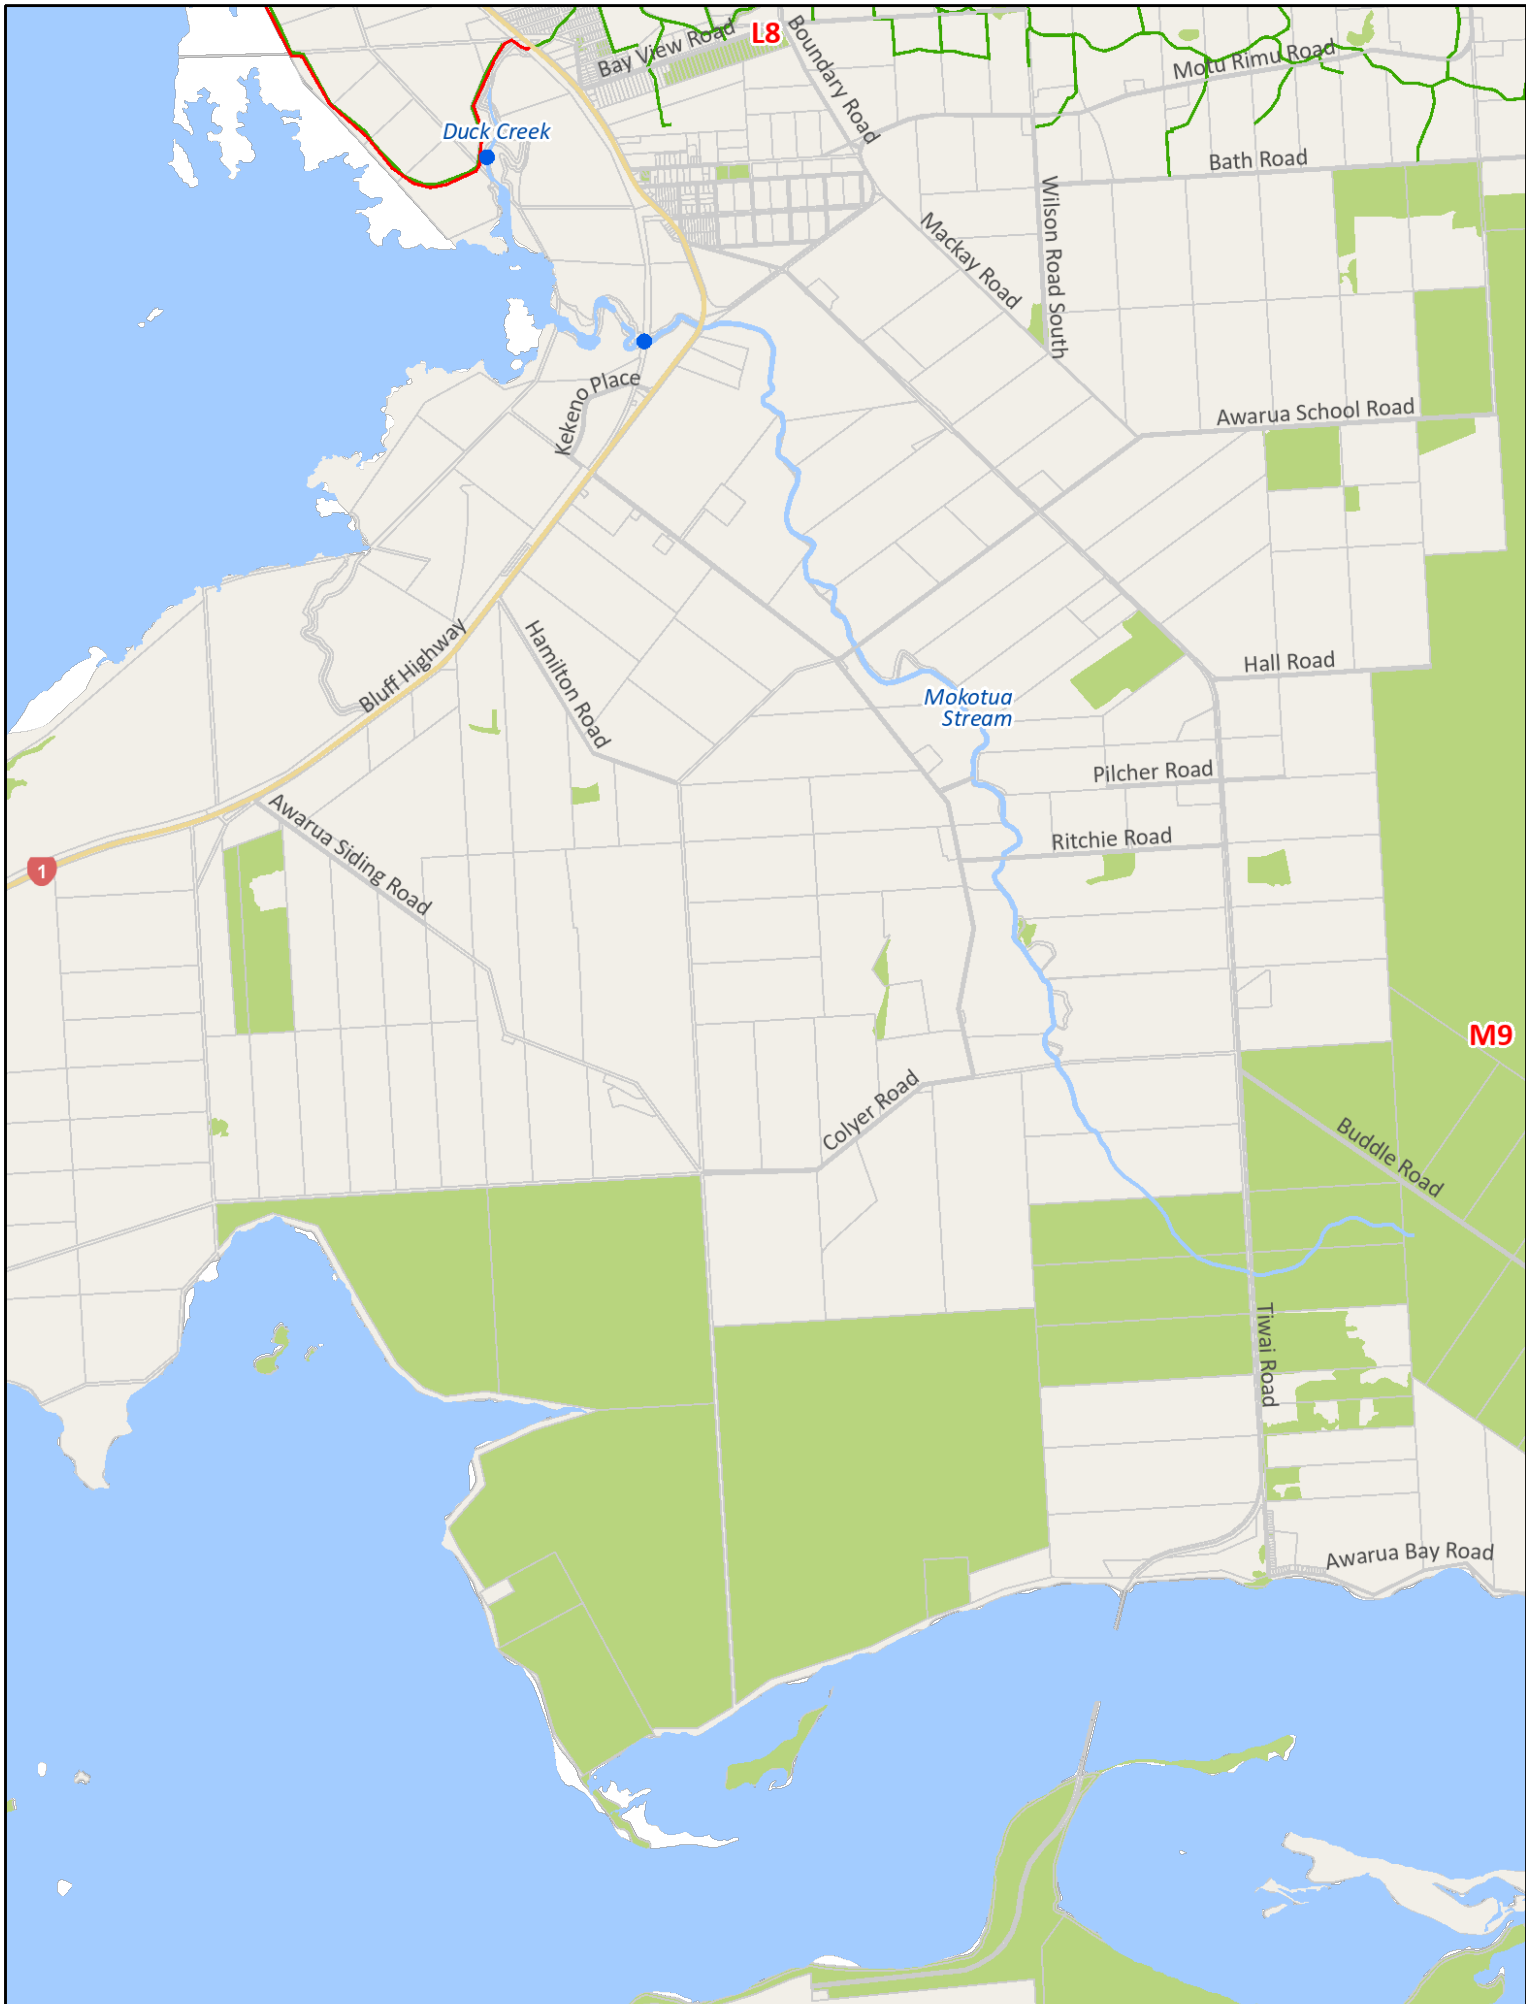 L8
Bay View Road
Boundary Road
Motu Rimu Road
Duck Creek
Bath Road
Wilson Road South
Mackay Road
Kekeno Place
Awarua School Road
Bluff Highway
Hamilton Road
Hall Road
Mokotua
Stream
Pilcher Road
Awarua Siding Road
Ritchie Road
1
M9
Colyer Road
Buddle Road
Tiwai Road
Awarua Bay Road